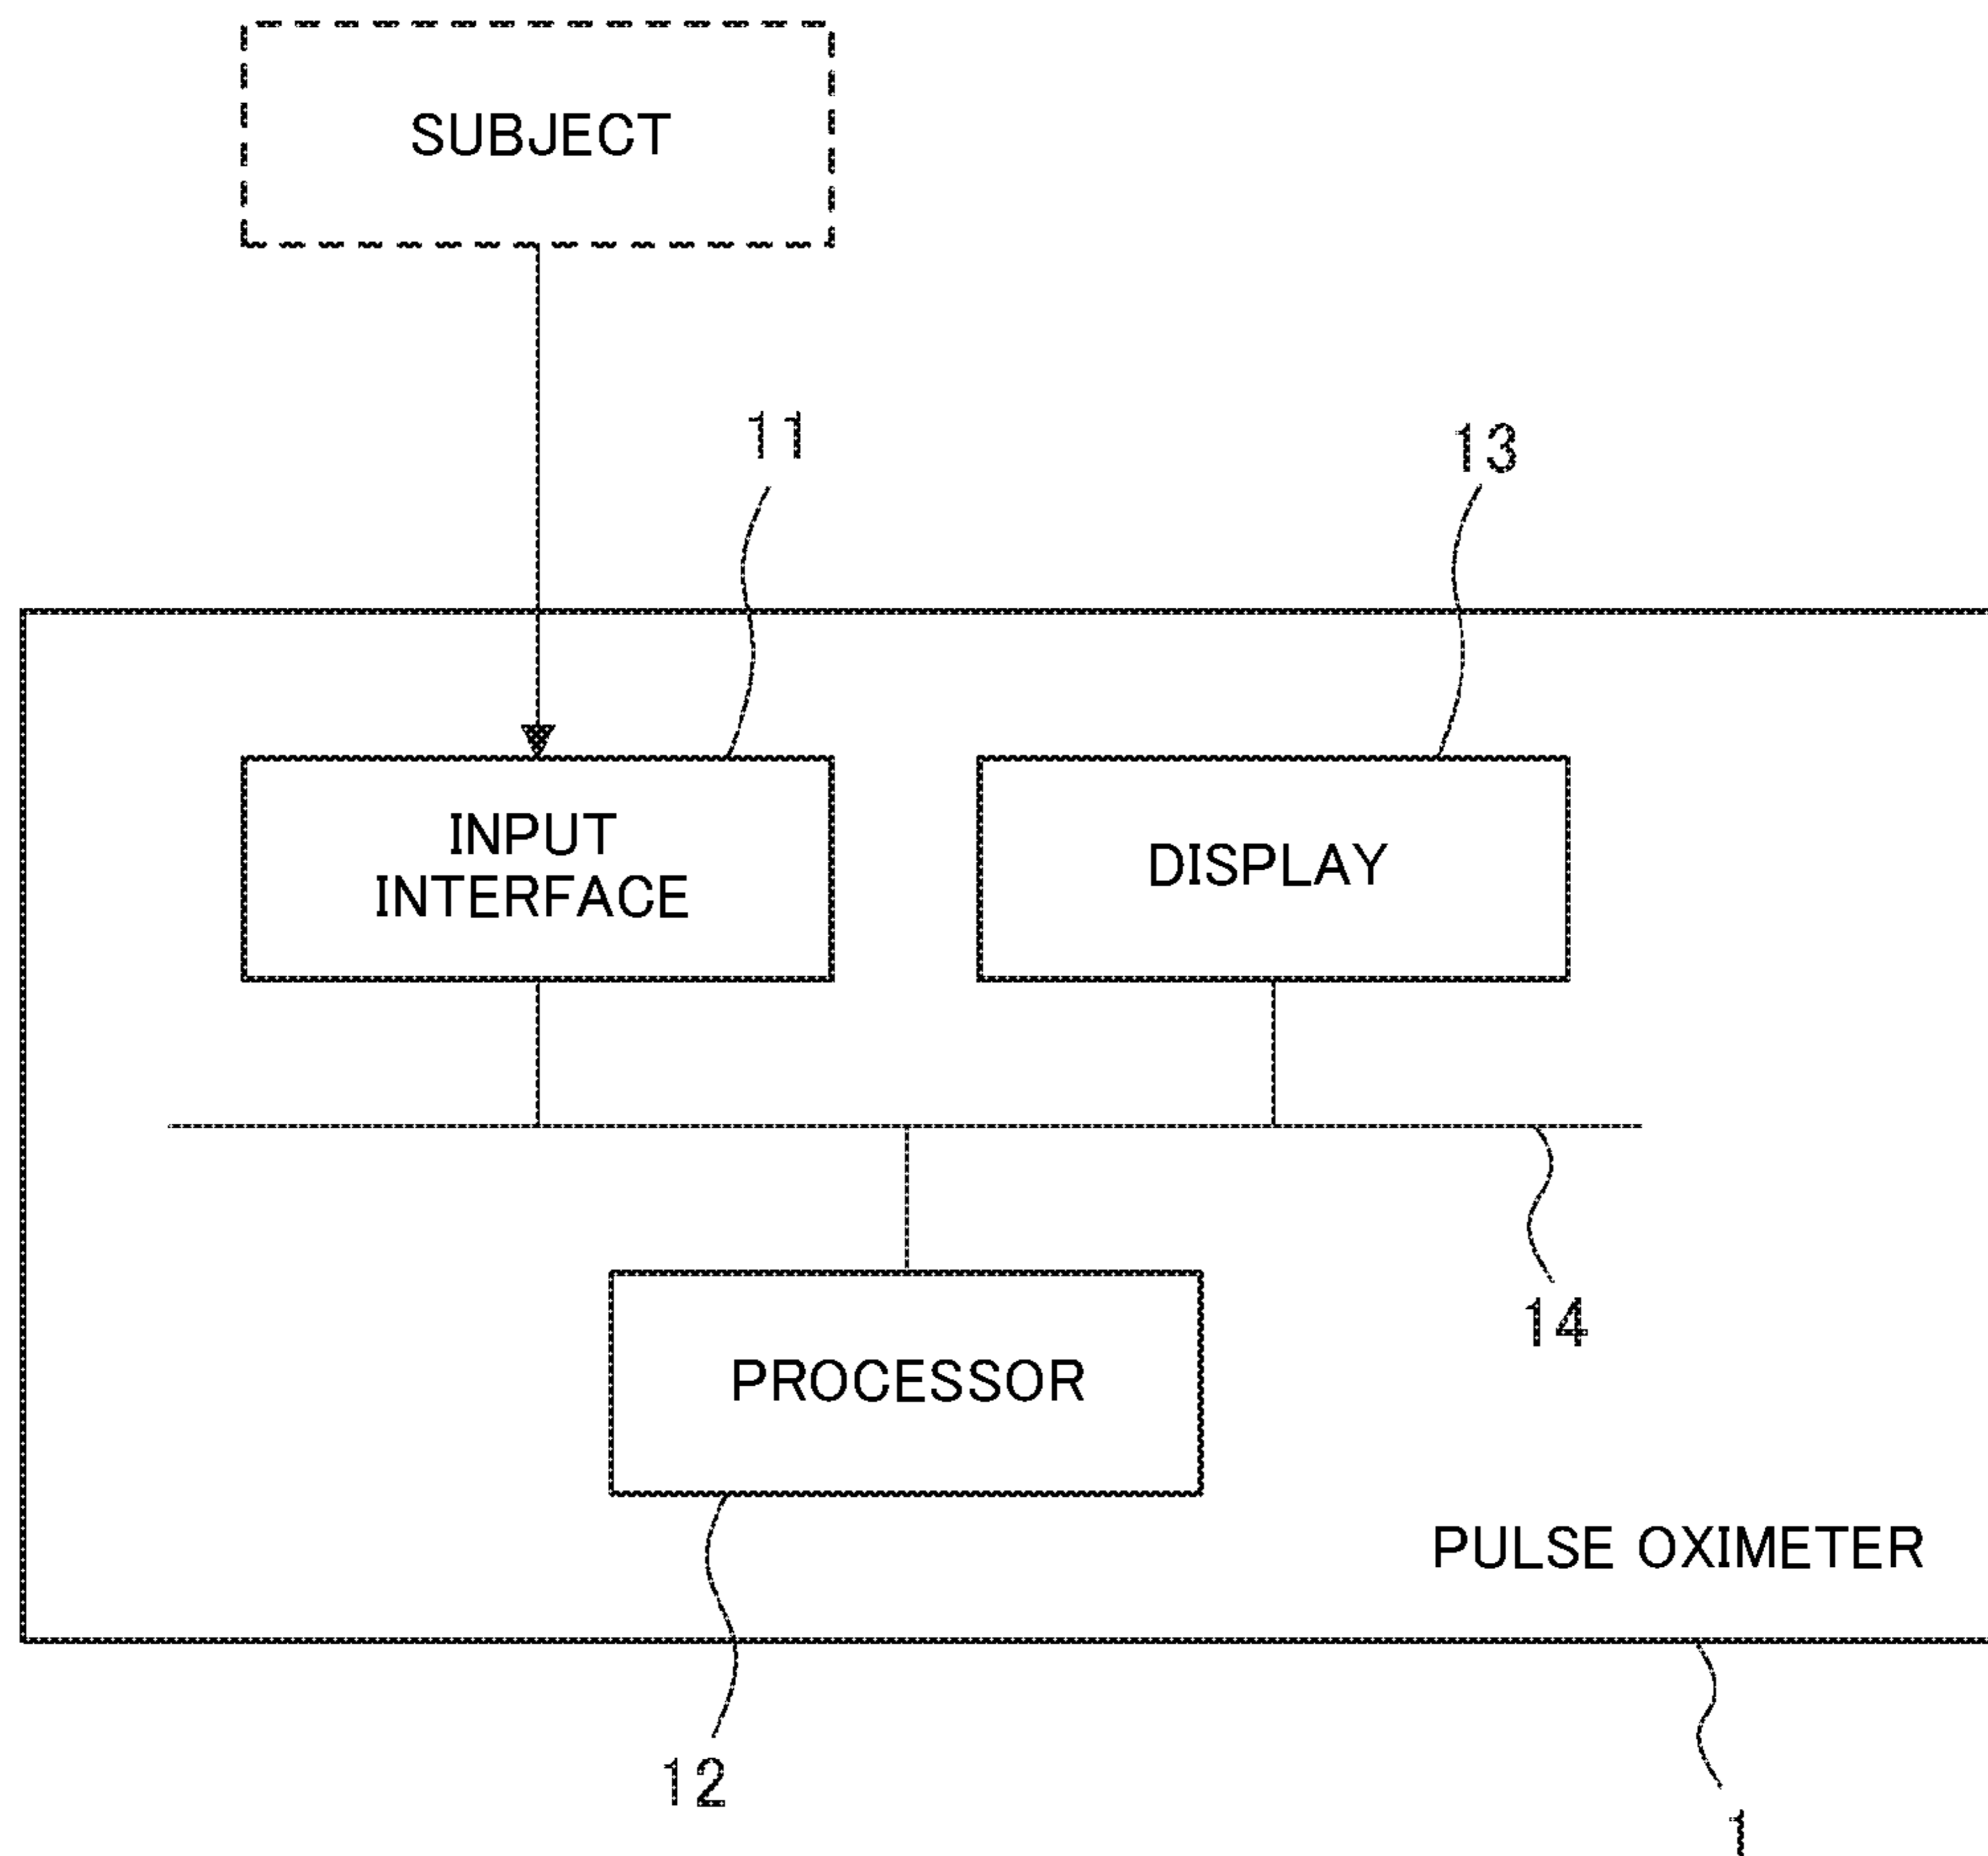 SUBJECT
11
13
INPUT
INTERFACE
DISPLAY
14
PROCESSOR
PULSE OXIMETER
12
1